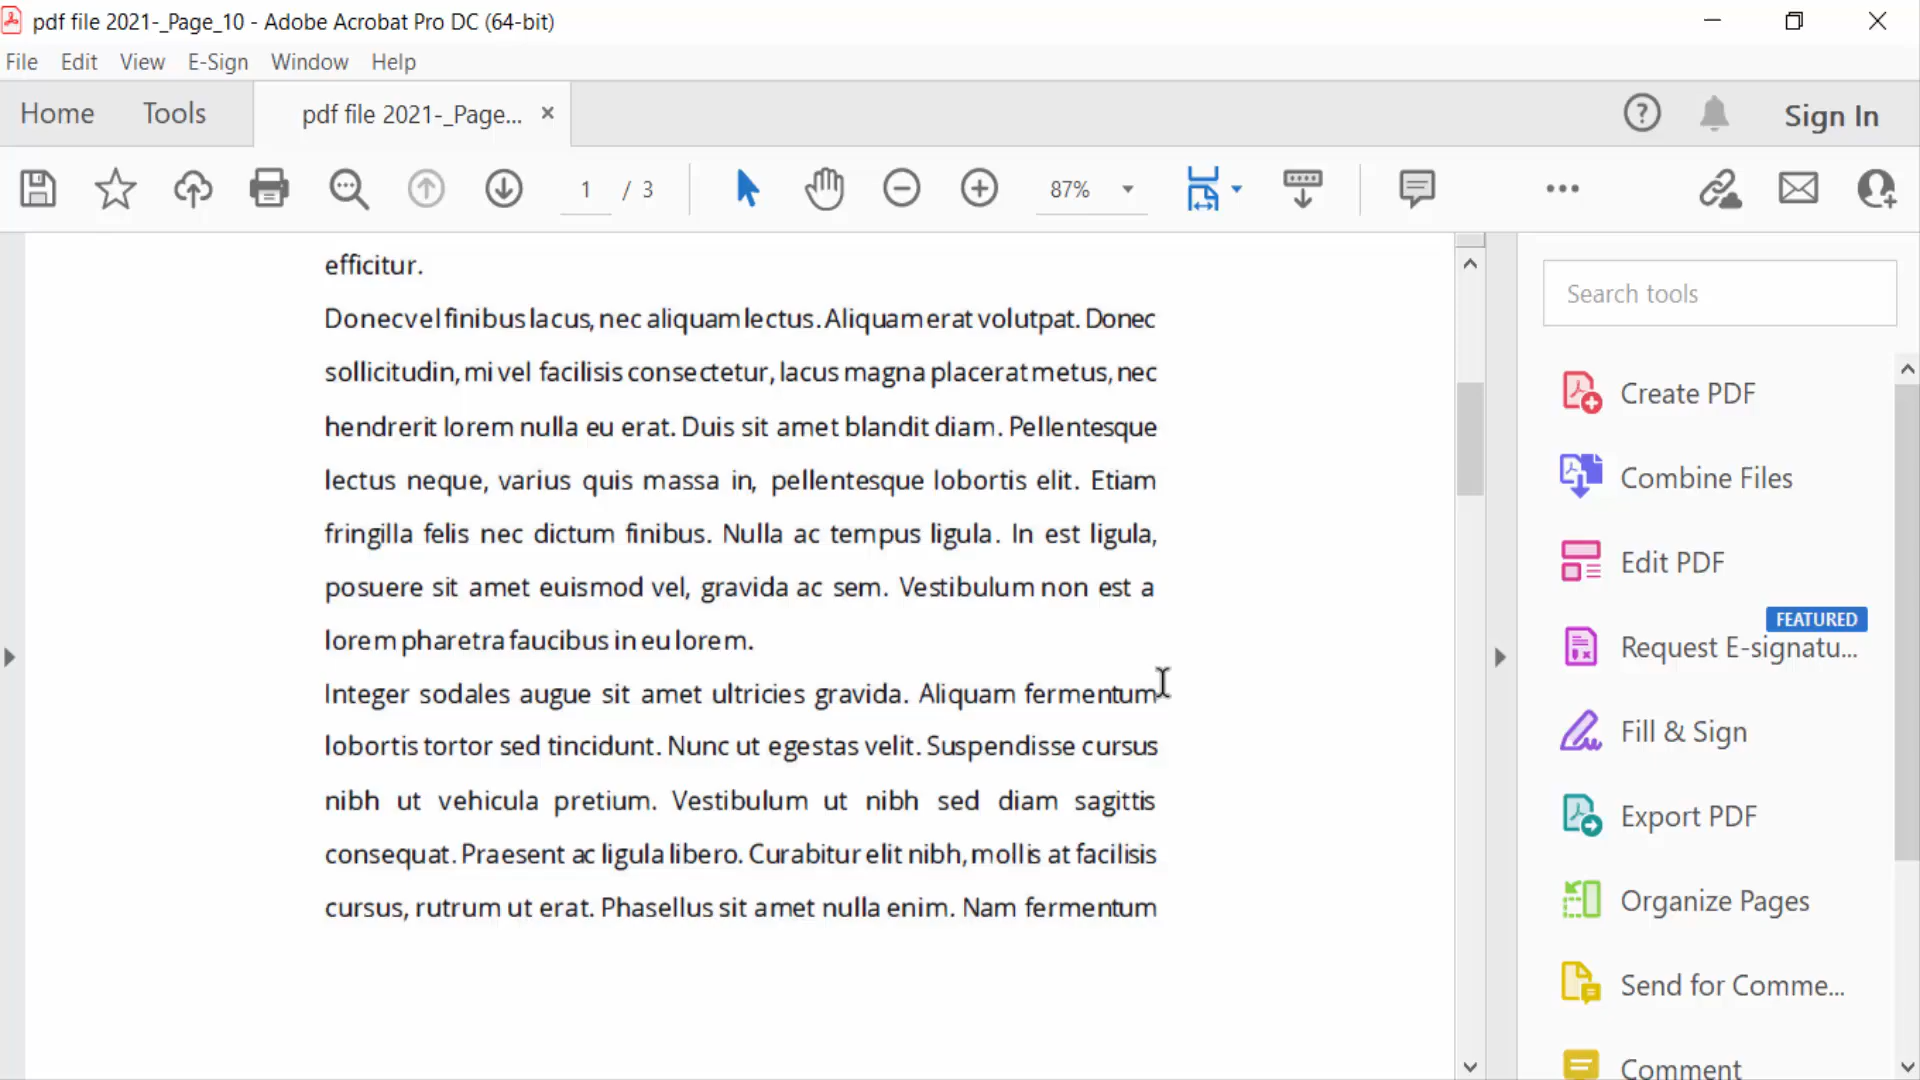 pdf file 2021-_Page_10 - Adobe Acrobat Pro DC (64-bit)
File Edit View E-Sign Window Help
Home Tools pdf file 2021-_Page... × Sign In
1 / 3 87%
efficitur.
Donec vel finibus lacus, nec aliquam lectus. Aliquam erat volutpat. Donec
sollicitudin, mi vel facilisis consectetur, lacus magna placerat metus, nec
hendrerit lorem nulla eu erat. Duis sit amet blandit diam. Pellentesque
lectus neque, varius quis massa in, pellentesque lobortis elit. Etiam
fringilla felis nec dictum finibus. Nulla ac tempus ligula. In est ligula,
posuere sit amet euismod vel, gravida ac sem. Vestibulum non est a
lorem pharetra faucibus in eu lorem.
Integer sodales augue sit amet ultricies gravida. Aliquam fermentum
lobortis tortor sed tincidunt. Nunc ut egestas velit. Suspendisse cursus
nibh ut vehicula pretium. Vestibulum ut nibh sed diam sagittis
consequat. Praesent ac ligula libero. Curabitur elit nibh, mollis at facilisis
cursus, rutrum ut erat. Phasellus sit amet nulla enim. Nam fermentum
Search tools
Create PDF
Combine Files
Edit PDF
FEATURED
Request E-signatu...
Fill & Sign
Export PDF
Organize Pages
Send for Comme...
Comment